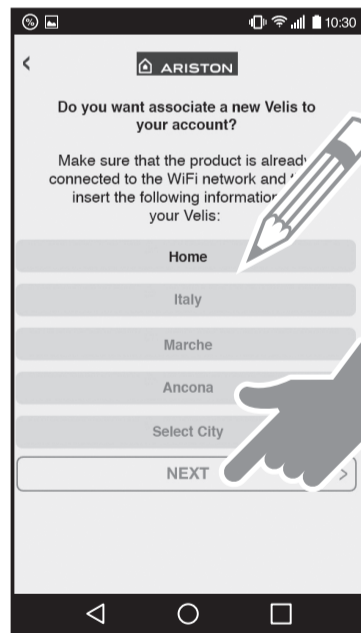 10:30
ARISTON
Do you want associate a new Velis to
your account?
Make sure that the product is already
connected to the WiFi network and
insert the following information
your Velis:
Home
Italy
Marche
Ancona
Select City
NEXT